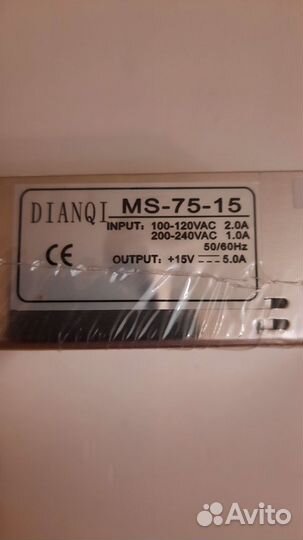 DIANQI MS-75-15
INPUT: 100-120VAC 2.0A
200-240VAC 1.0A
50/60Hz
CE OUTPUT: +15V ⎓ 5.0A
Avito